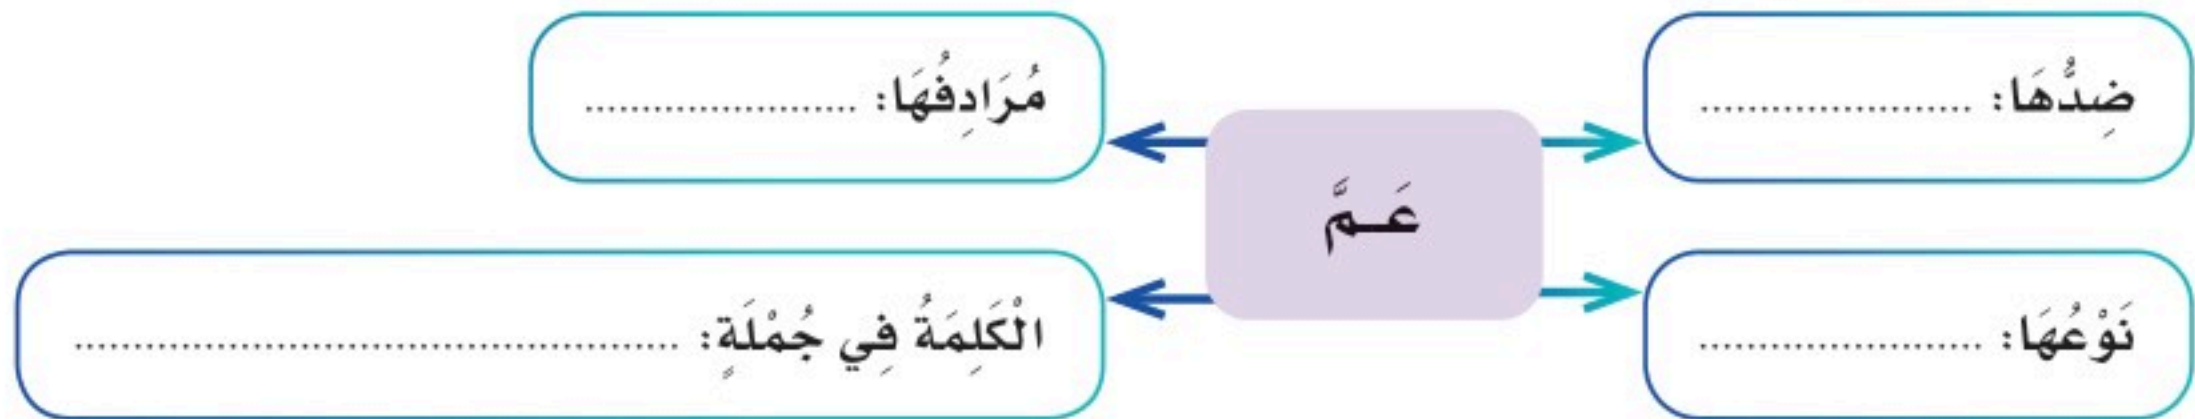 ضِدُّهَا: ......................
مُرَادِفُهَا: ......................
عَـمَّ
نَوْعُهَا: ......................
الْكَلِمَةُ فِي جُمْلَةٍ: ................................................